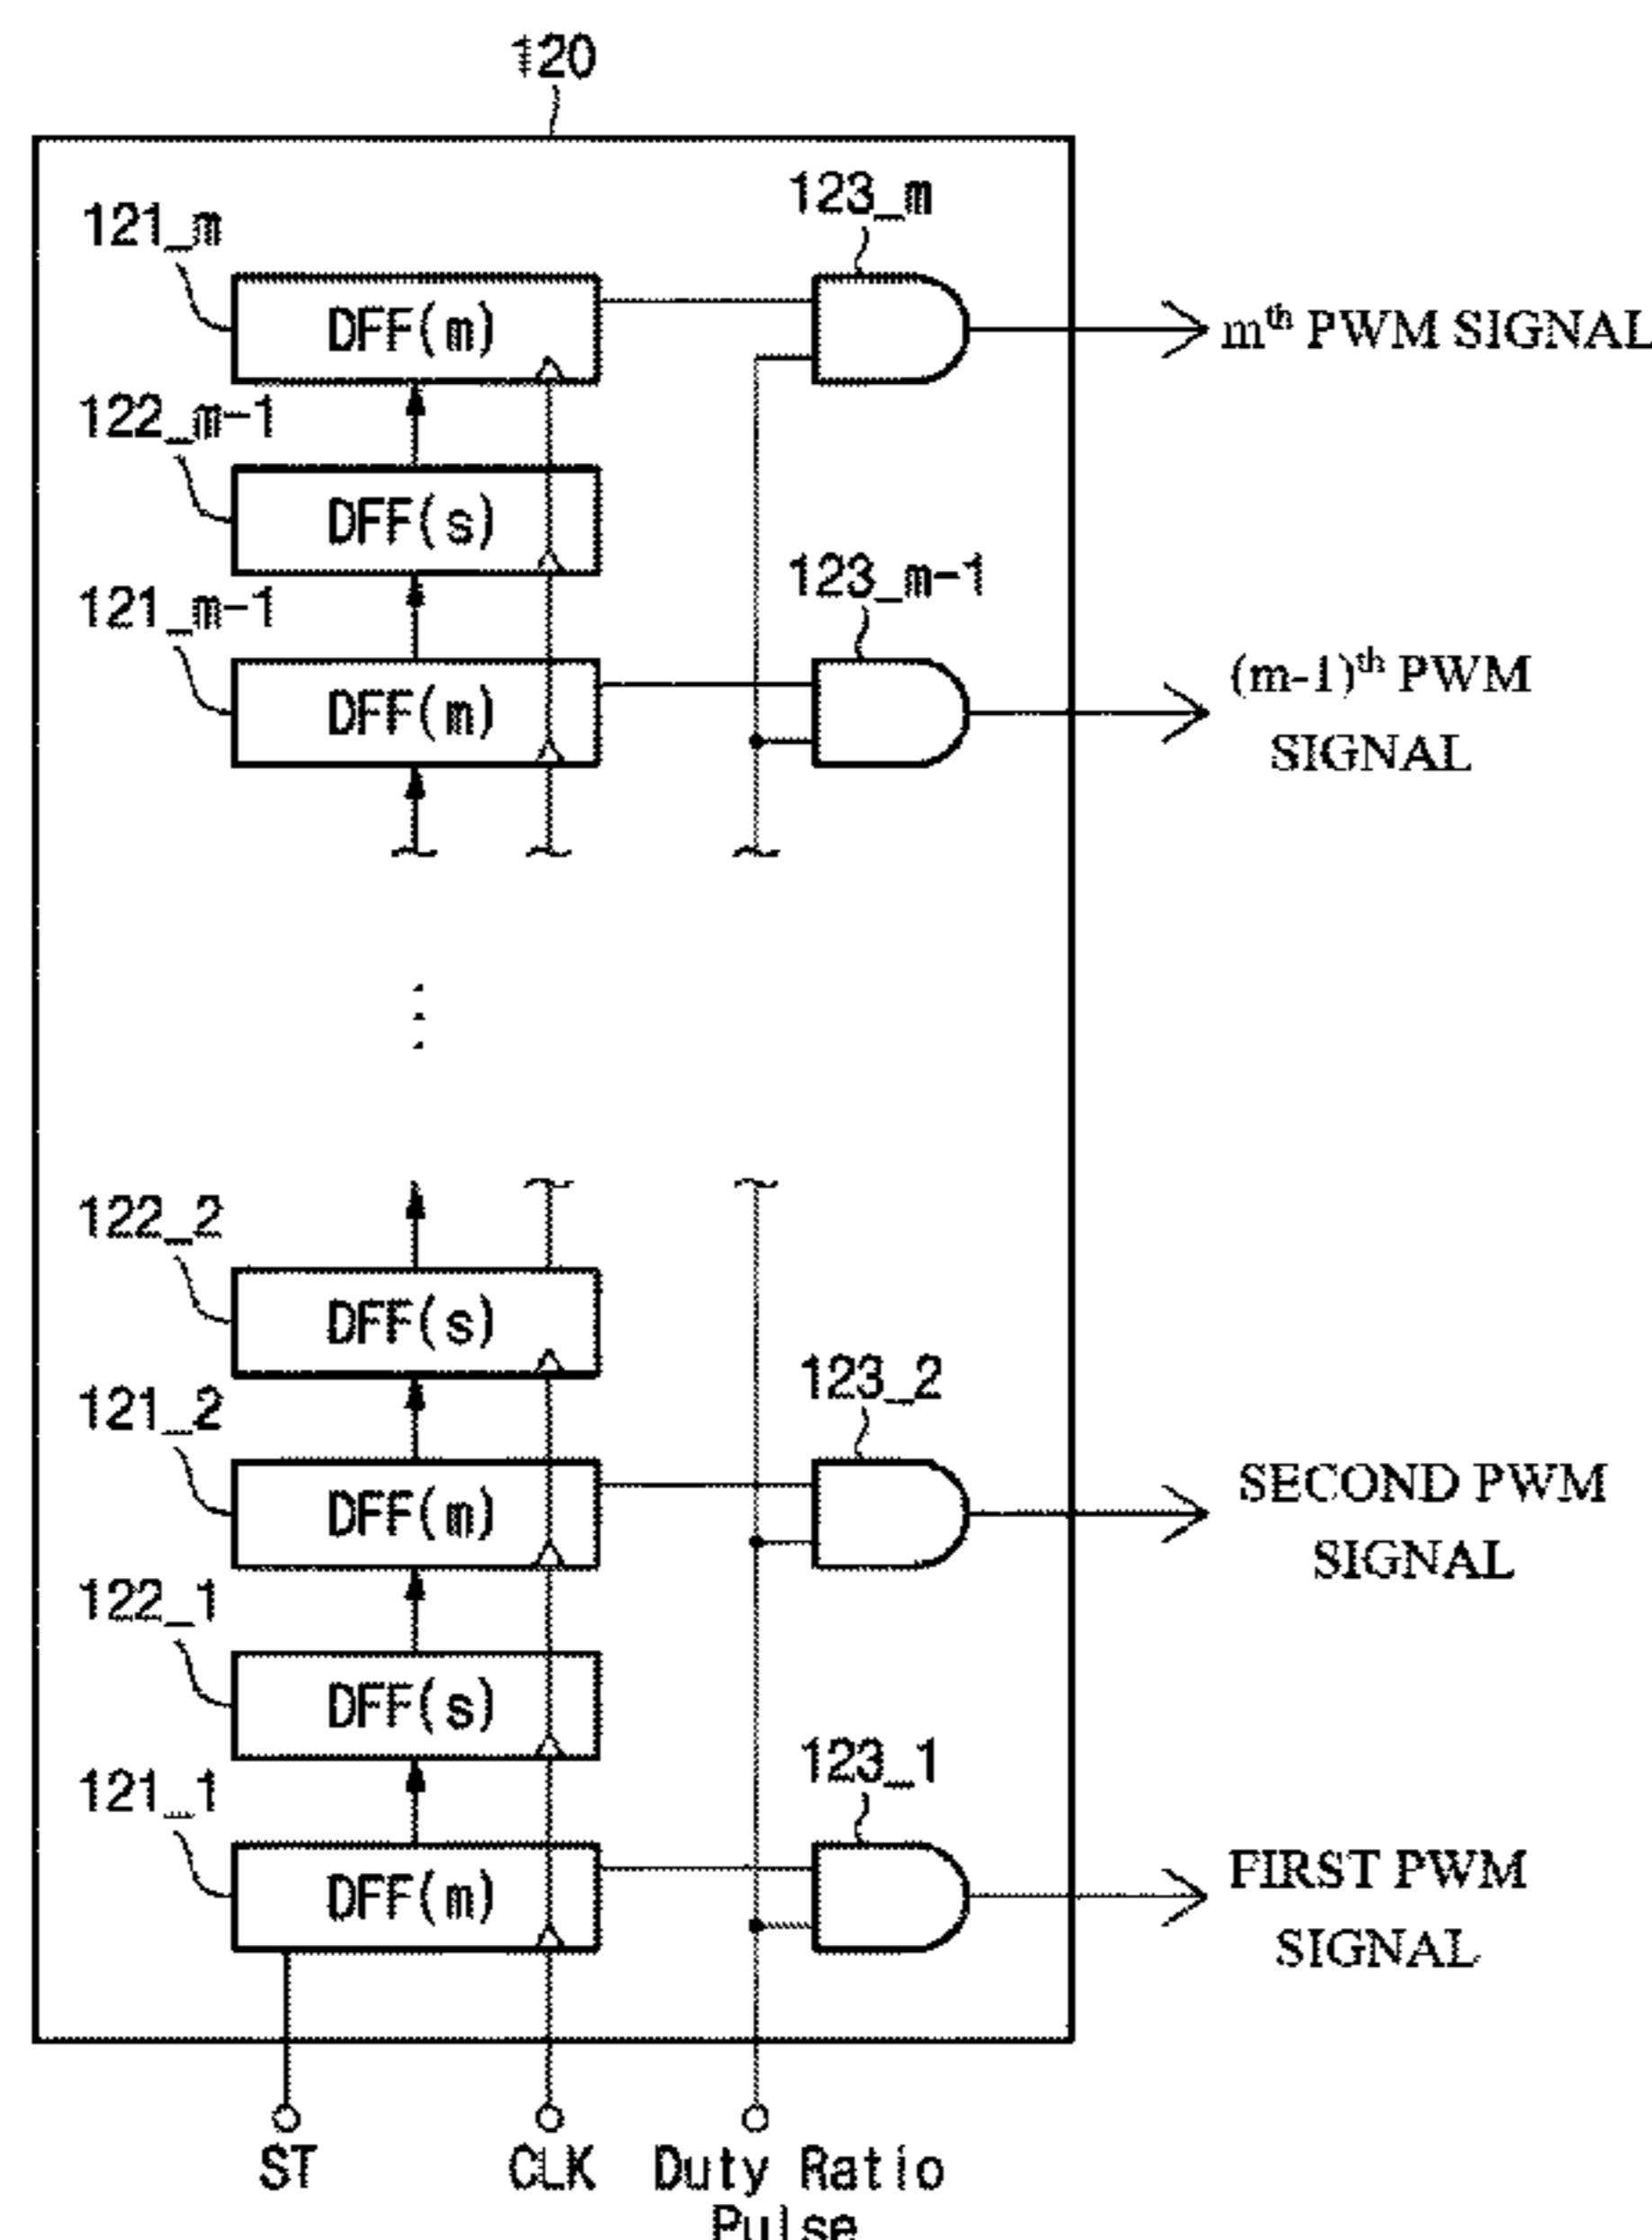 120
123_m
121_m
DFF(m)
mth PWM SIGNAL
122_m-1
DFF(s)
123_m-1
121_m-1
DFF(m)
(m-1)th PWM
SIGNAL
122_2
DFF(s)
123_2
121_2
DFF(m)
SECOND PWM
SIGNAL
122_1
DFF(s)
123_1
121_1
DFF(m)
FIRST PWM
SIGNAL
ST
CLK
Duty Ratio
Pulse